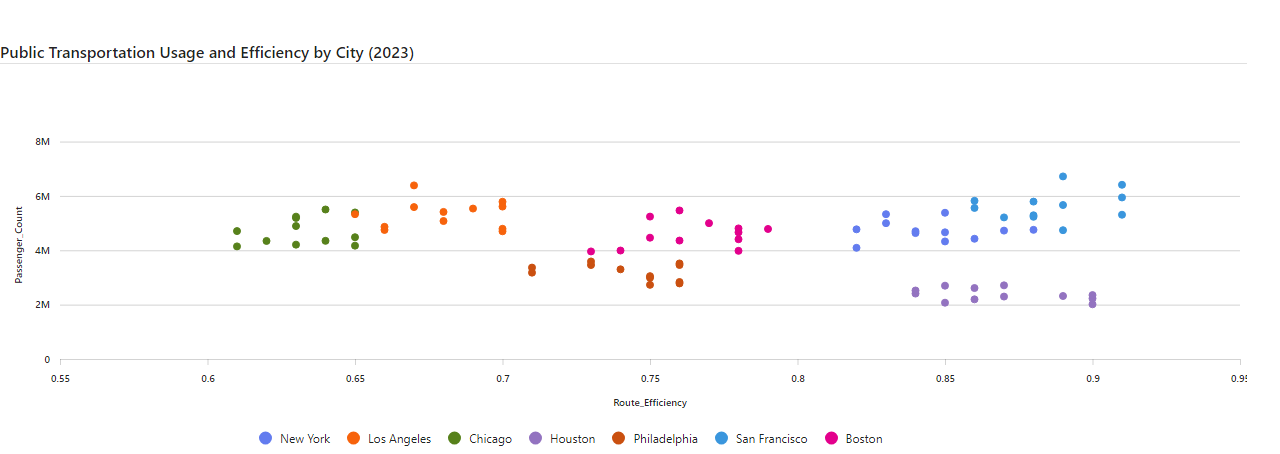 Public Transportation Usage and Efficiency by City (2023)
8M
6M
4M
2M
0
Passenger_Count
0.55 0.6 0.65 0.7 0.75 0.8 0.85 0.9 0.95
Route_Efficiency
New York Los Angeles Chicago Houston Philadelphia San Francisco Boston